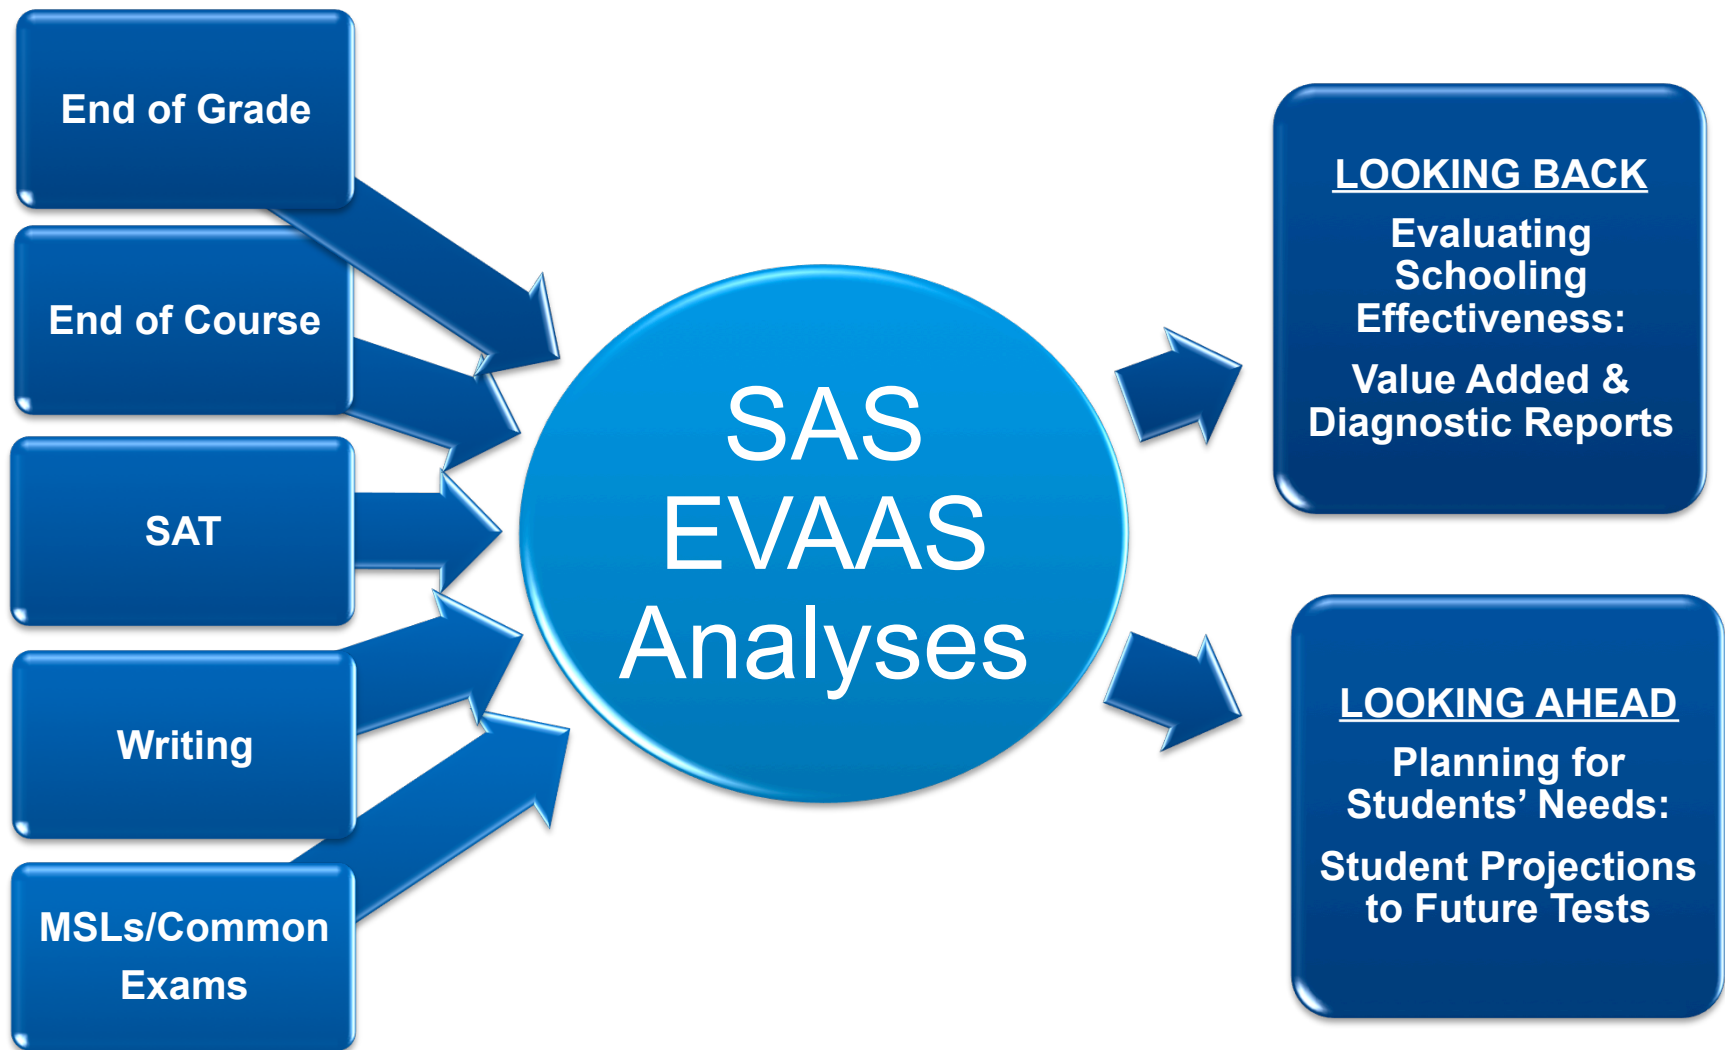 End of Grade
End of Course
SAT
Writing
MSLs/Common
Exams
SAS
EVAAS
Analyses
LOOKING BACK
Evaluating
Schooling
Effectiveness:
Value Added &
Diagnostic Reports
LOOKING AHEAD
Planning for
Students’ Needs:
Student Projections
to Future Tests